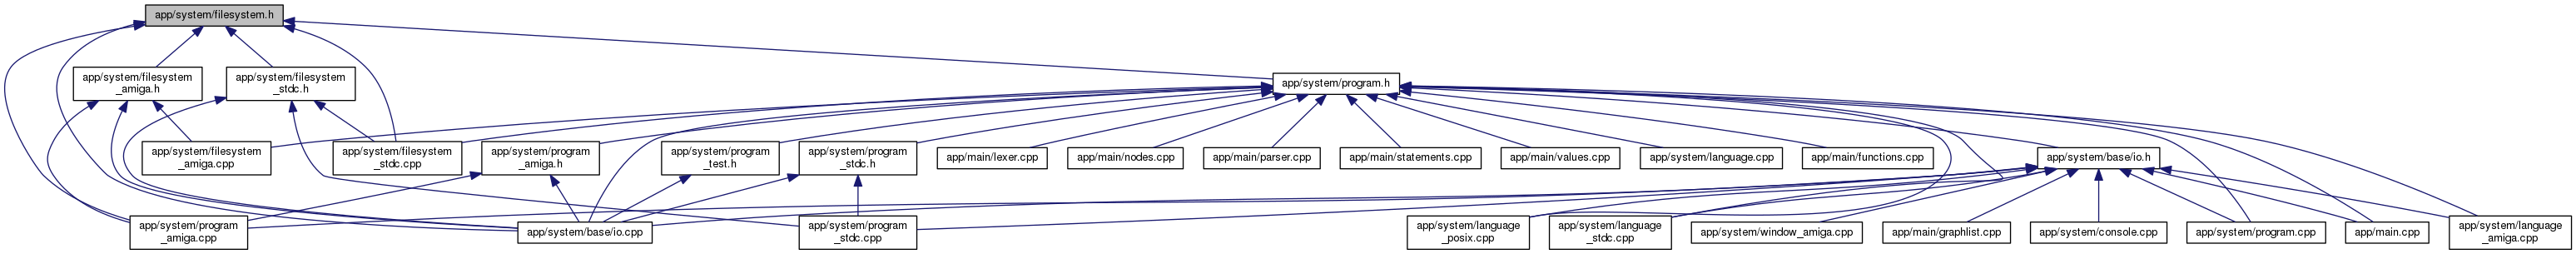 app/system/filesystem.h
app/system/filesystem
_amiga.h
app/system/filesystem
_stdc.h
app/system/program.h
app/system/filesystem
_amiga.cpp
app/system/filesystem
_stdc.cpp
app/system/program
_amiga.h
app/system/program
_test.h
app/system/program
_stdc.h
app/main/lexer.cpp
app/main/nodes.cpp
app/main/parser.cpp
app/main/statements.cpp
app/main/values.cpp
app/system/language.cpp
app/main/functions.cpp
app/system/base/io.h
app/system/program
_amiga.cpp
app/system/base/io.cpp
app/system/program
_stdc.cpp
app/system/language
_posix.cpp
app/system/language
_stdc.cpp
app/system/window_amiga.cpp
app/main/graphlist.cpp
app/system/console.cpp
app/system/program.cpp
app/main.cpp
app/system/language
_amiga.cpp